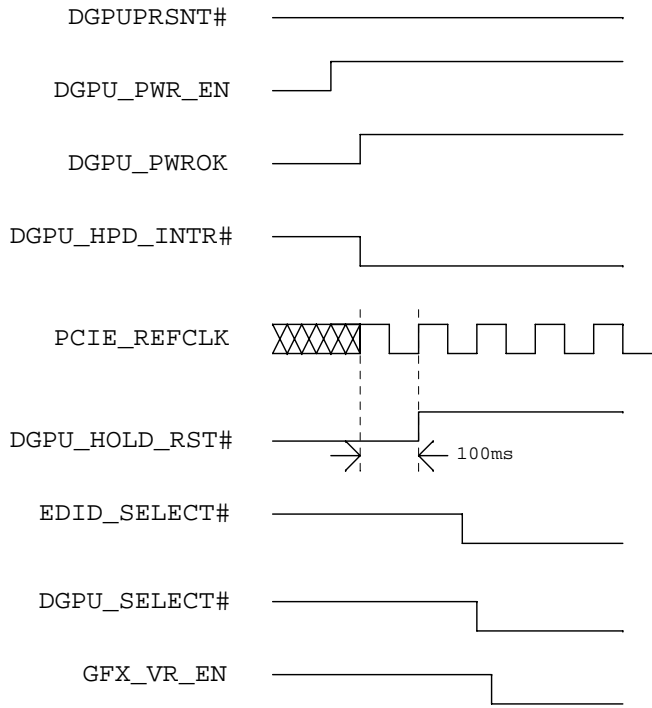 DGPUPRSNT#
DGPU_PWR_EN
DGPU_PWROK
DGPU_HPD_INTR#
PCIE_REFCLK
DGPU_HOLD_RST#
100ms
EDID_SELECT#
DGPU_SELECT#
GFX_VR_EN